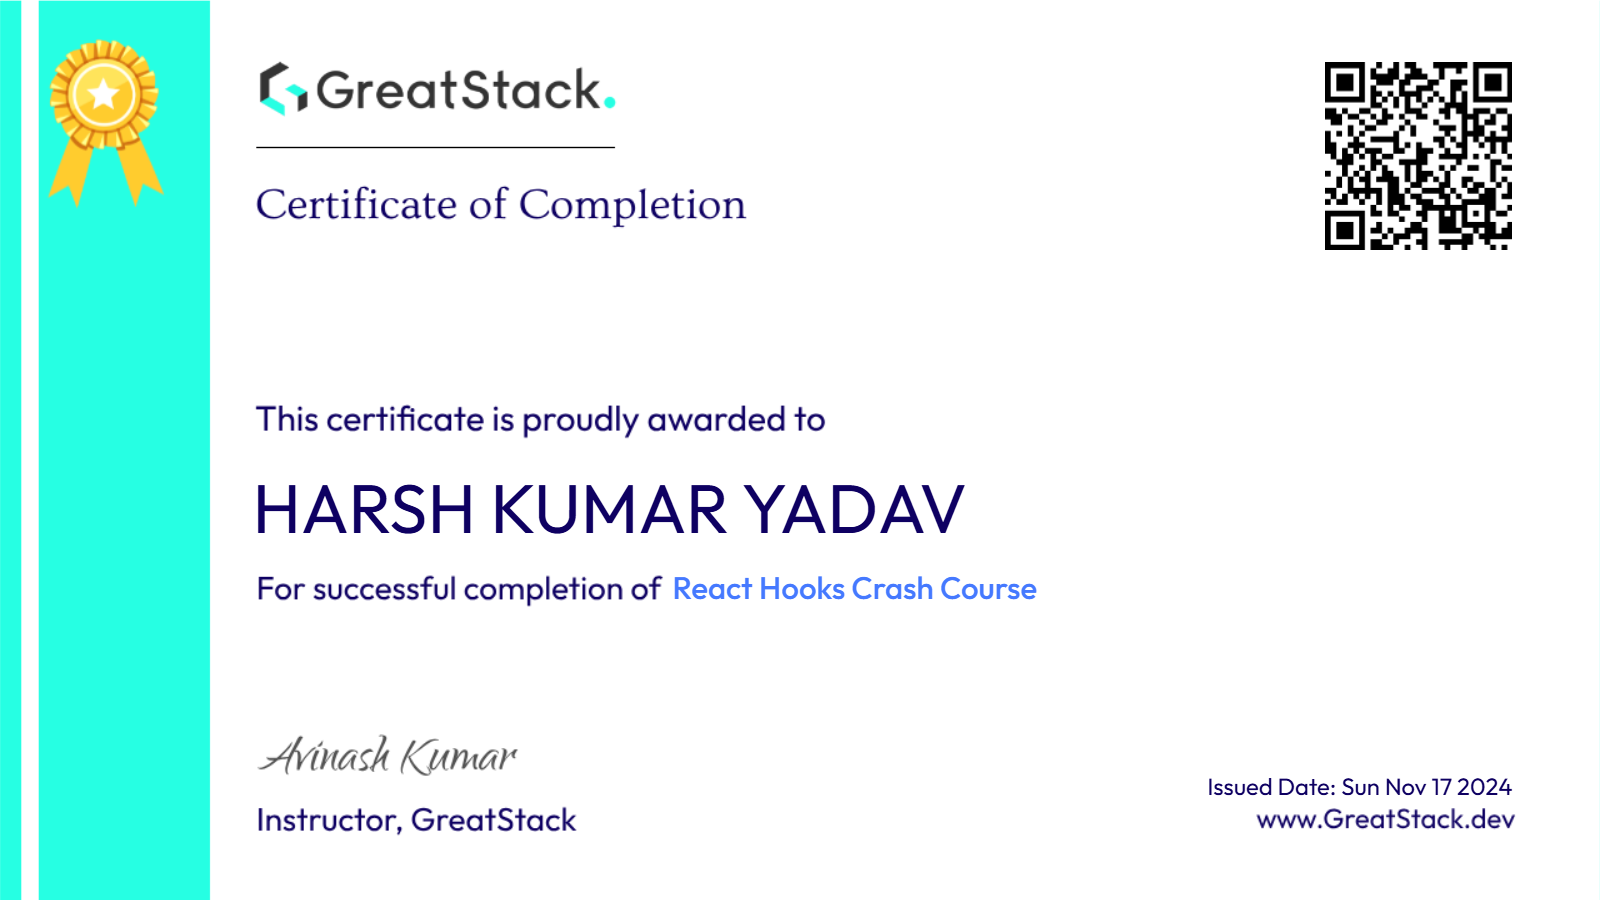 GreatStack.
Certificate of Completion
This certificate is proudly awarded to
HARSH KUMAR YADAV
For successful completion of React Hooks Crash Course
Avinash Kumar
Instructor, GreatStack
Issued Date: Sun Nov 17 2024
www.GreatStack.dev